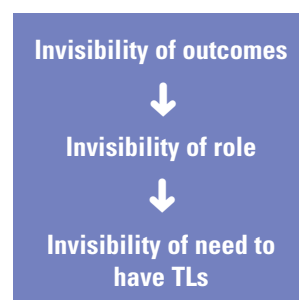 Invisibility of outcomes
Invisibility of role
Invisibility of need to
have TLs